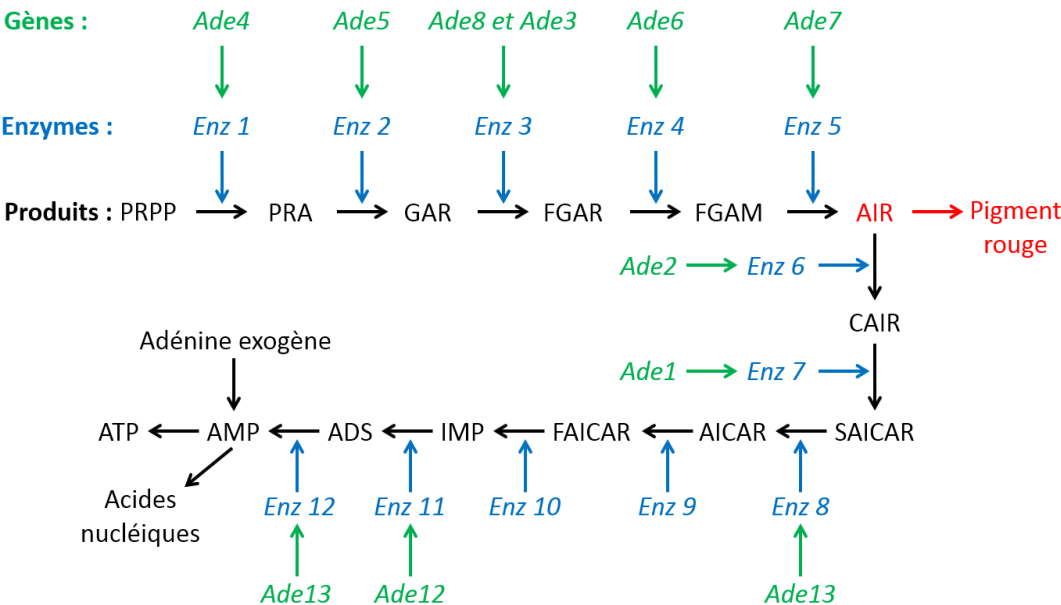 Gènes : Ade4 Ade5 Ade8 et Ade3 Ade6 Ade7
Enzymes : Enz 1 Enz 2 Enz 3 Enz 4 Enz 5
Produits : PRPP PRA GAR FGAR FGAM AIR Pigment
rouge
Ade2 Enz 6
CAIR
Adénine exogène
Ade1 Enz 7
ATP AMP ADS IMP FAICAR AICAR SAICAR
Acides
nucléiques
Enz 12 Enz 11 Enz 10 Enz 9 Enz 8
Ade13 Ade12 Ade13